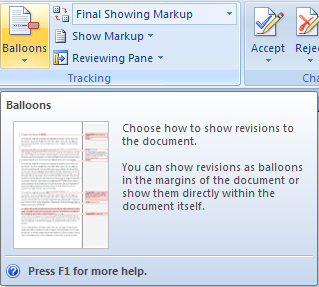 Final Showing Markup
Balloons
Show Markup
Reviewing Pane
Accept
Tracking
Balloons
Choose how to show revisions to
the document.
You can show revisions as balloons
in the margins of the document or
show them directly within the
document itself.
Press F1 for more help.